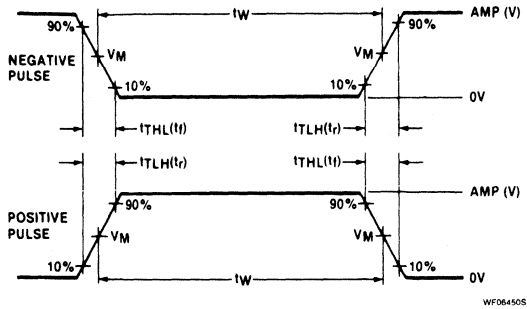 tW
AMP (V)
90%
90%
NEGATIVE
PULSE
VM
VM
10%
10%
0V
tTHL(tf)
tTLH(tr)
tTLH(tr)
tTHL(tf)
AMP (V)
90%
90%
POSITIVE
PULSE
VM
VM
10%
10%
tW
0V
WF06450S